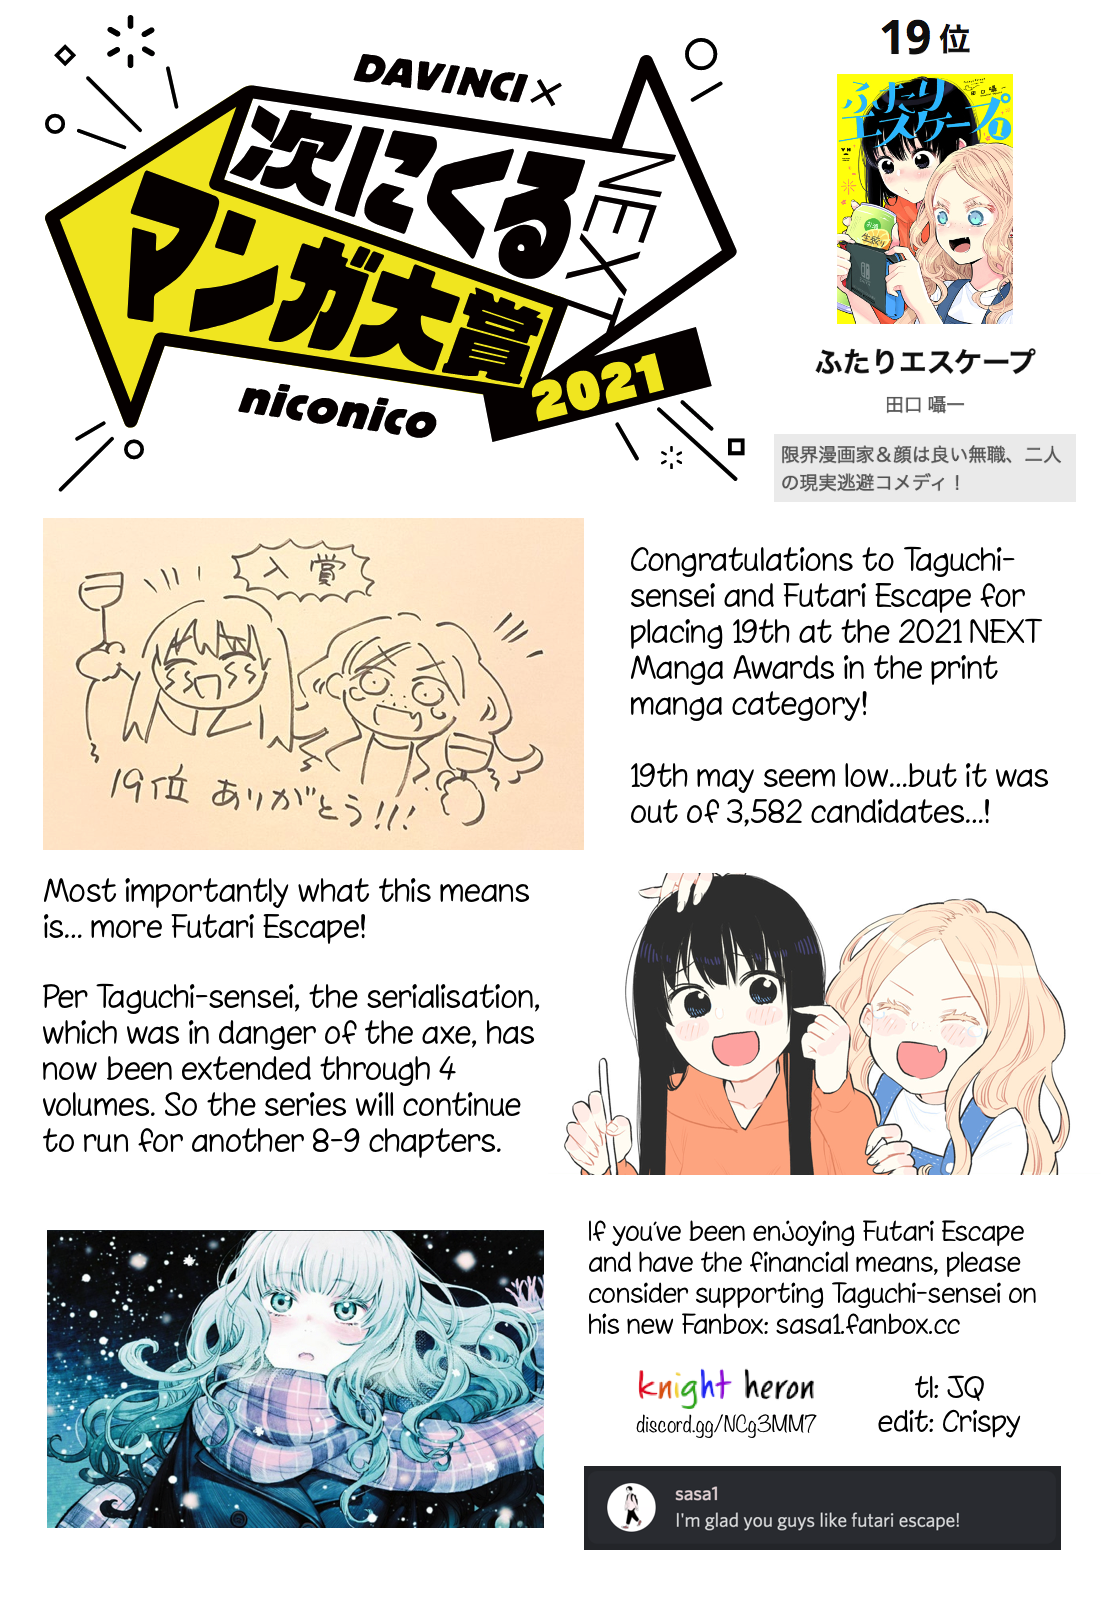 DAVINCI×
次にくる
NEXT
マンガ大賞
2021
niconico
19 位
ふたり
エスケープ1
田口囁一
ふたりエスケープ
田口 囁一
限界漫画家＆顔は良い無職、二人
の現実逃避コメディ！
入賞
19位 ありがとう!!!
Congratulations to Taguchi-
sensei and Futari Escape for
placing 19th at the 2021 NEXT
Manga Awards in the print
manga category!
19th may seem low...but it was
out of 3,582 candidates...!
Most importantly what this means
is... more Futari Escape!
Per Taguchi-sensei, the serialisation,
which was in danger of the axe, has
now been extended through 4
volumes. So the series will continue
to run for another 8-9 chapters.
If you've been enjoying Futari Escape
and have the financial means, please
consider supporting Taguchi-sensei on
his new Fanbox: sasa1.fanbox.cc
knight heron
discord.gg/NCg3MM7
tl: JQ
edit: Crispy
sasa1
I'm glad you guys like futari escape!